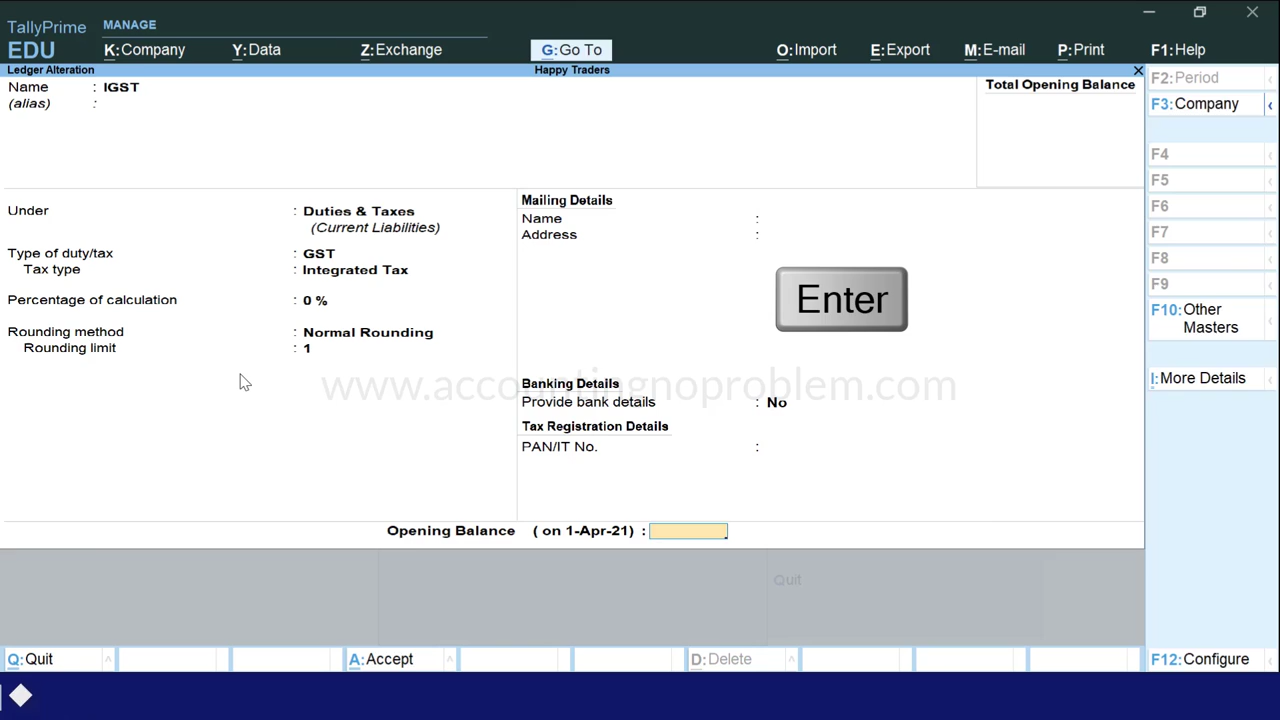 TallyPrime
EDU
MANAGE
K:Company
Y:Data
Z:Exchange
G:Go To
O:Import
E:Export
M:E-mail
P:Print
F1:Help
Ledger Alteration
Happy Traders
Name : IGST
(alias) :
Total Opening Balance
Under : Duties & Taxes
(Current Liabilities)
Type of duty/tax : GST
Tax type : Integrated Tax
Percentage of calculation : 0 %
Rounding method : Normal Rounding
Rounding limit : 1
Mailing Details
Name :
Address :
Enter
www.accountingnoproblem.com
Banking Details
Provide bank details : No
Tax Registration Details
PAN/IT No. :
Opening Balance ( on 1-Apr-21) :
Quit
F2:Period
F3:Company
F4
F5
F6
F7
F8
F9
F10:Other
Masters
I:More Details
Q:Quit
A:Accept
D:Delete
F12:Configure